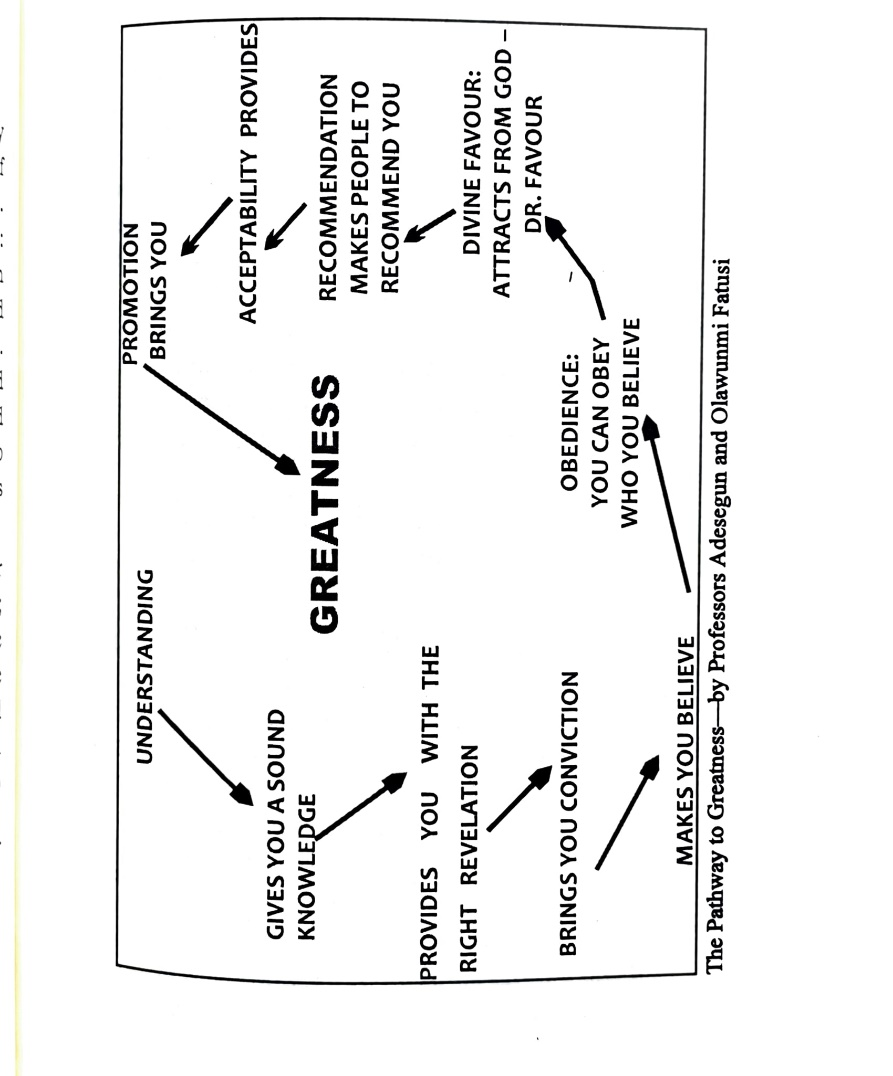 UNDERSTANDING
GIVES YOU A SOUND
KNOWLEDGE
PROVIDES YOU WITH THE
RIGHT REVELATION
BRINGS YOU CONVICTION
MAKES YOU BELIEVE
OBEDIENCE:
YOU CAN OBEY
WHO YOU BELIEVE
DIVINE FAVOUR:
ATTRACTS FROM GOD –
DR. FAVOUR
RECOMMENDATION
MAKES PEOPLE TO
RECOMMEND YOU
ACCEPTABILITY PROVIDES
PROMOTION
BRINGS YOU
GREATNESS
The Pathway to Greatness—by Professors Adesegun and Olawunmi Fatusi